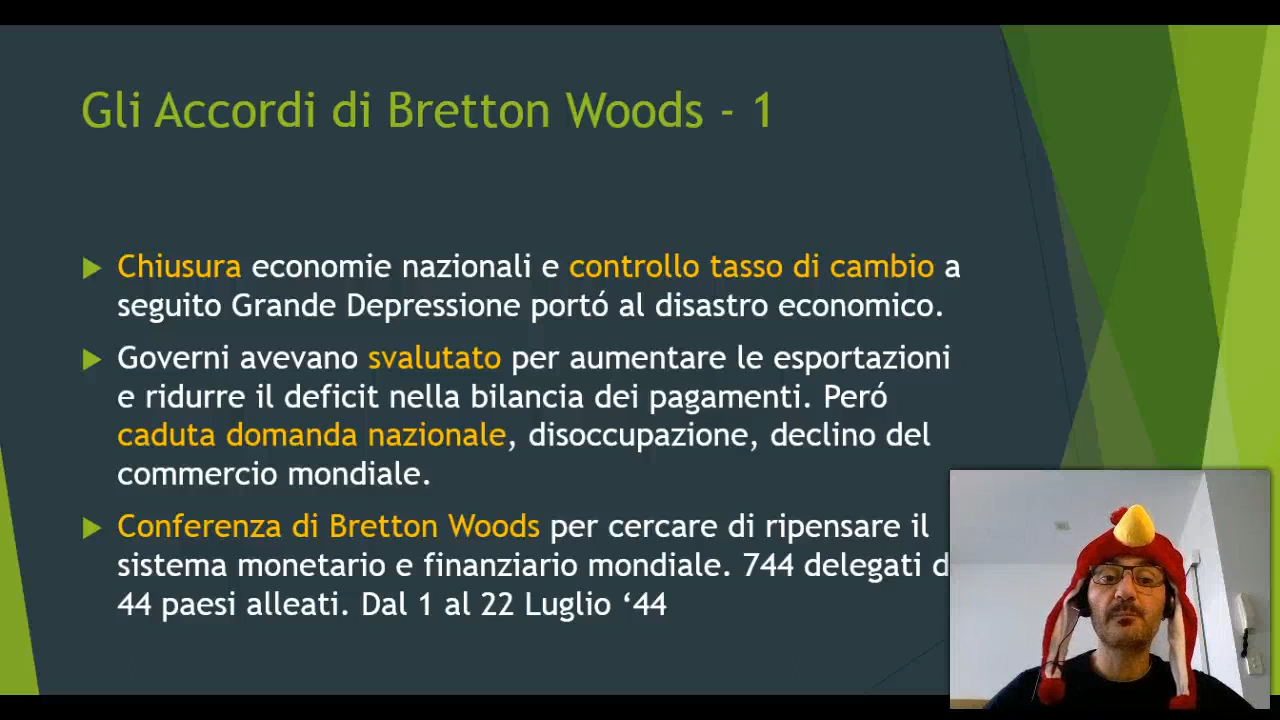 Gli Accordi di Bretton Woods - 1
Chiusura economie nazionali e controllo tasso di cambio a
seguito Grande Depressione portó al disastro economico.
Governi avevano svalutato per aumentare le esportazioni
e ridurre il deficit nella bilancia dei pagamenti. Peró
caduta domanda nazionale, disoccupazione, declino del
commercio mondiale.
Conferenza di Bretton Woods per cercare di ripensare il
sistema monetario e finanziario mondiale. 744 delegati
44 paesi alleati. Dal 1 al 22 Luglio ‘44